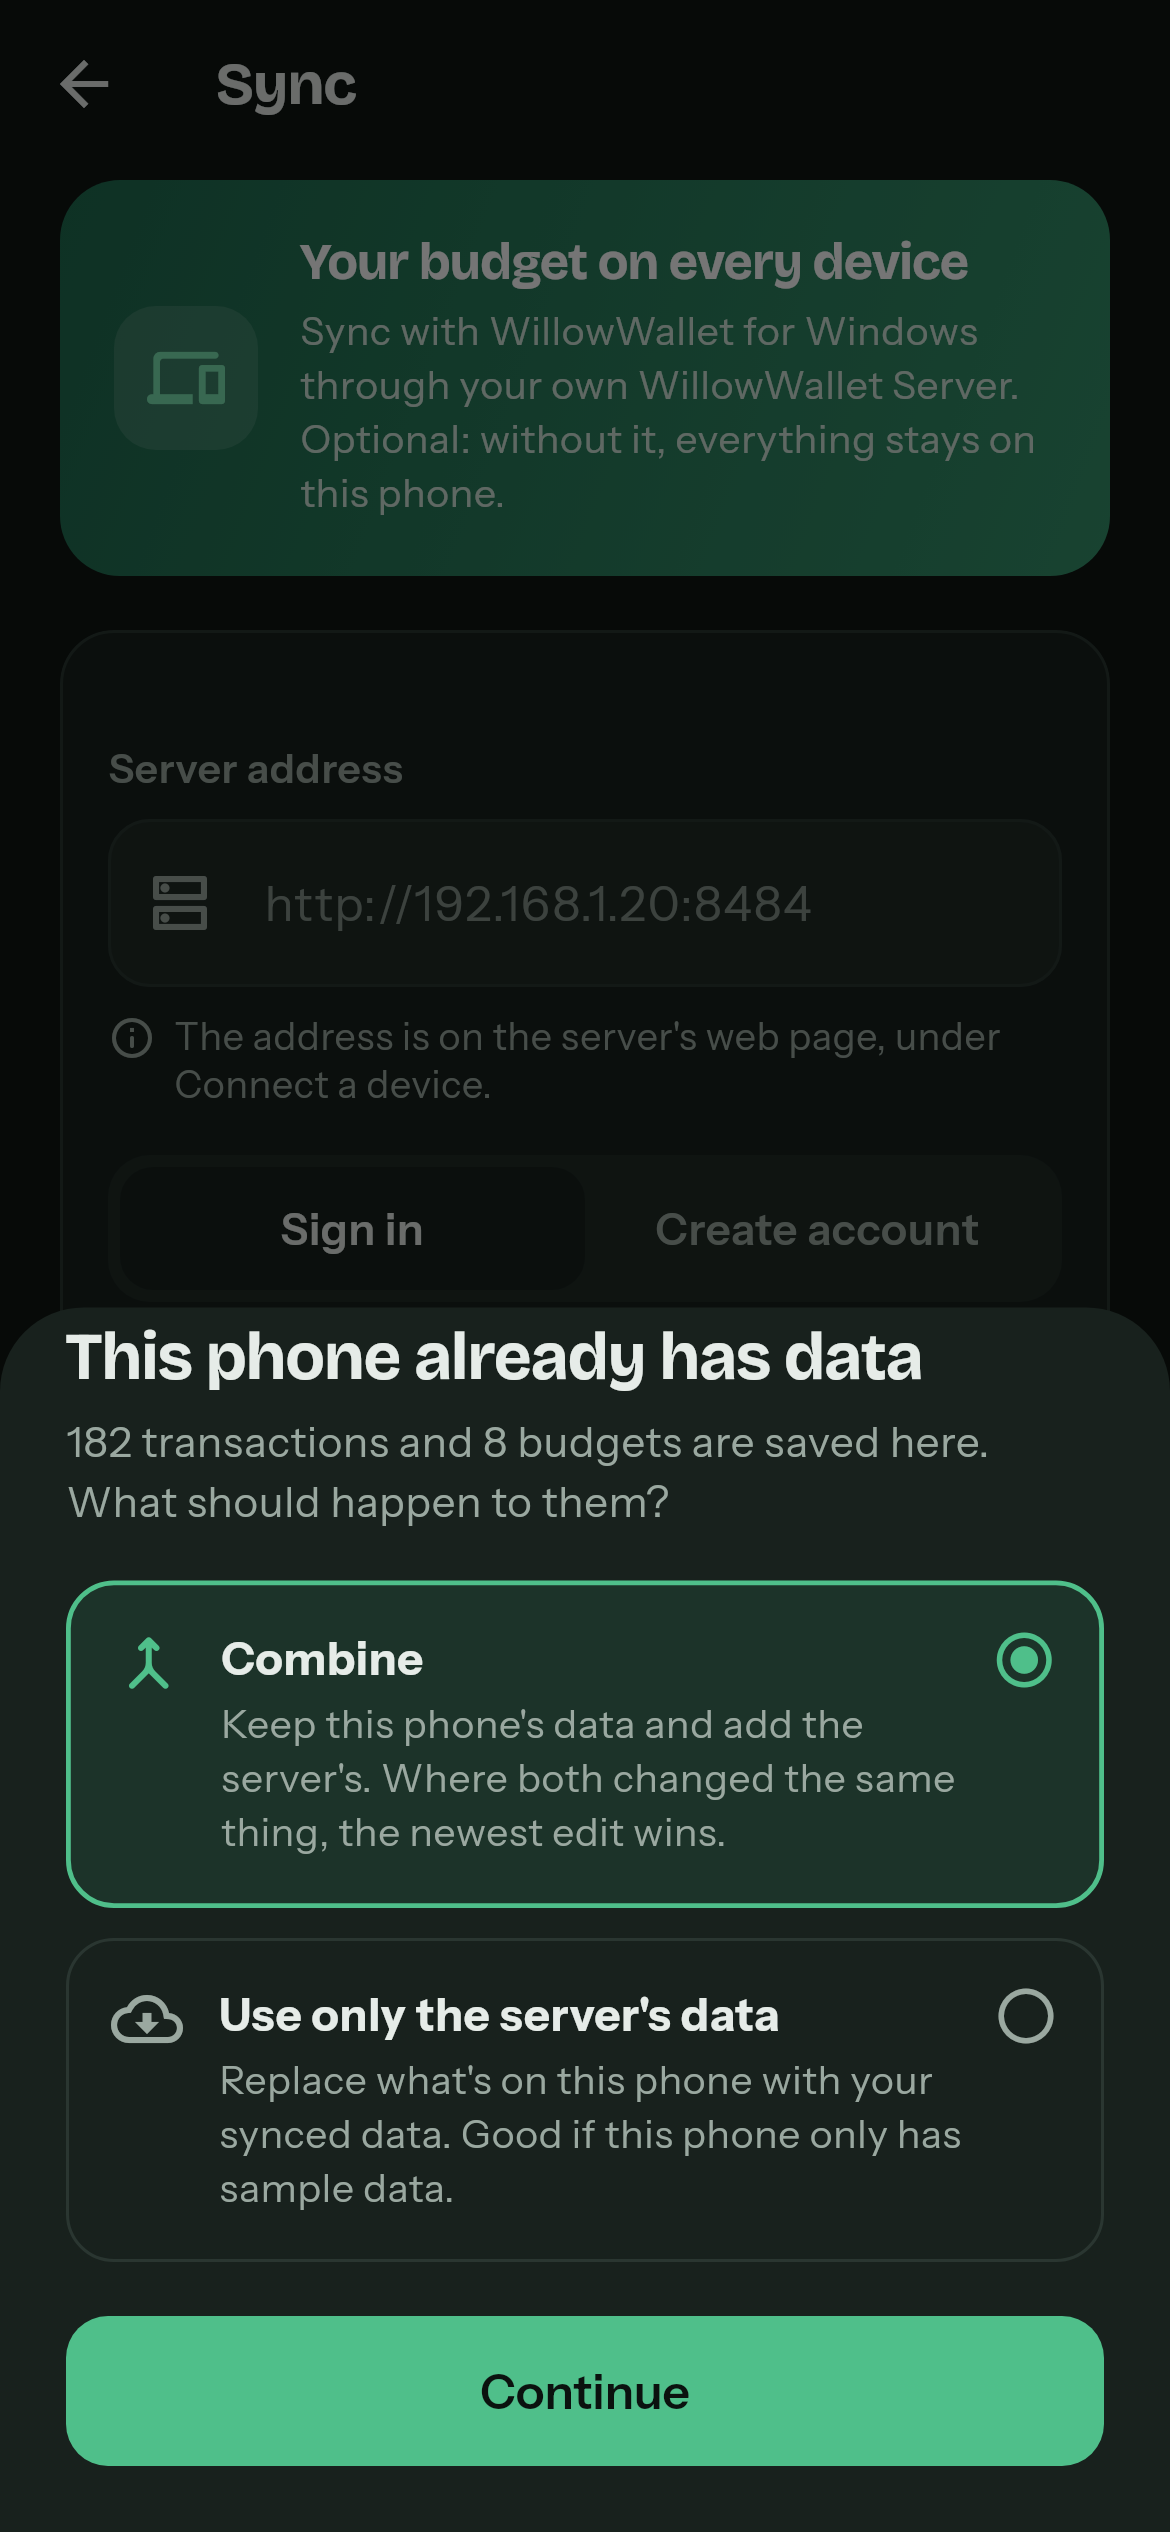 Sync
Your budget on every device
Sync with WillowWallet for Windows
through your own WillowWallet Server.
Optional: without it, everything stays on
this phone.
Server address
http://192.168.1.20:8484
The address is on the server's web page, under
Connect a device.
Sign in
Create account
This phone already has data
182 transactions and 8 budgets are saved here.
What should happen to them?
Combine
Keep this phone's data and add the
server's. Where both changed the same
thing, the newest edit wins.
Use only the server's data
Replace what's on this phone with your
synced data. Good if this phone only has
sample data.
Continue